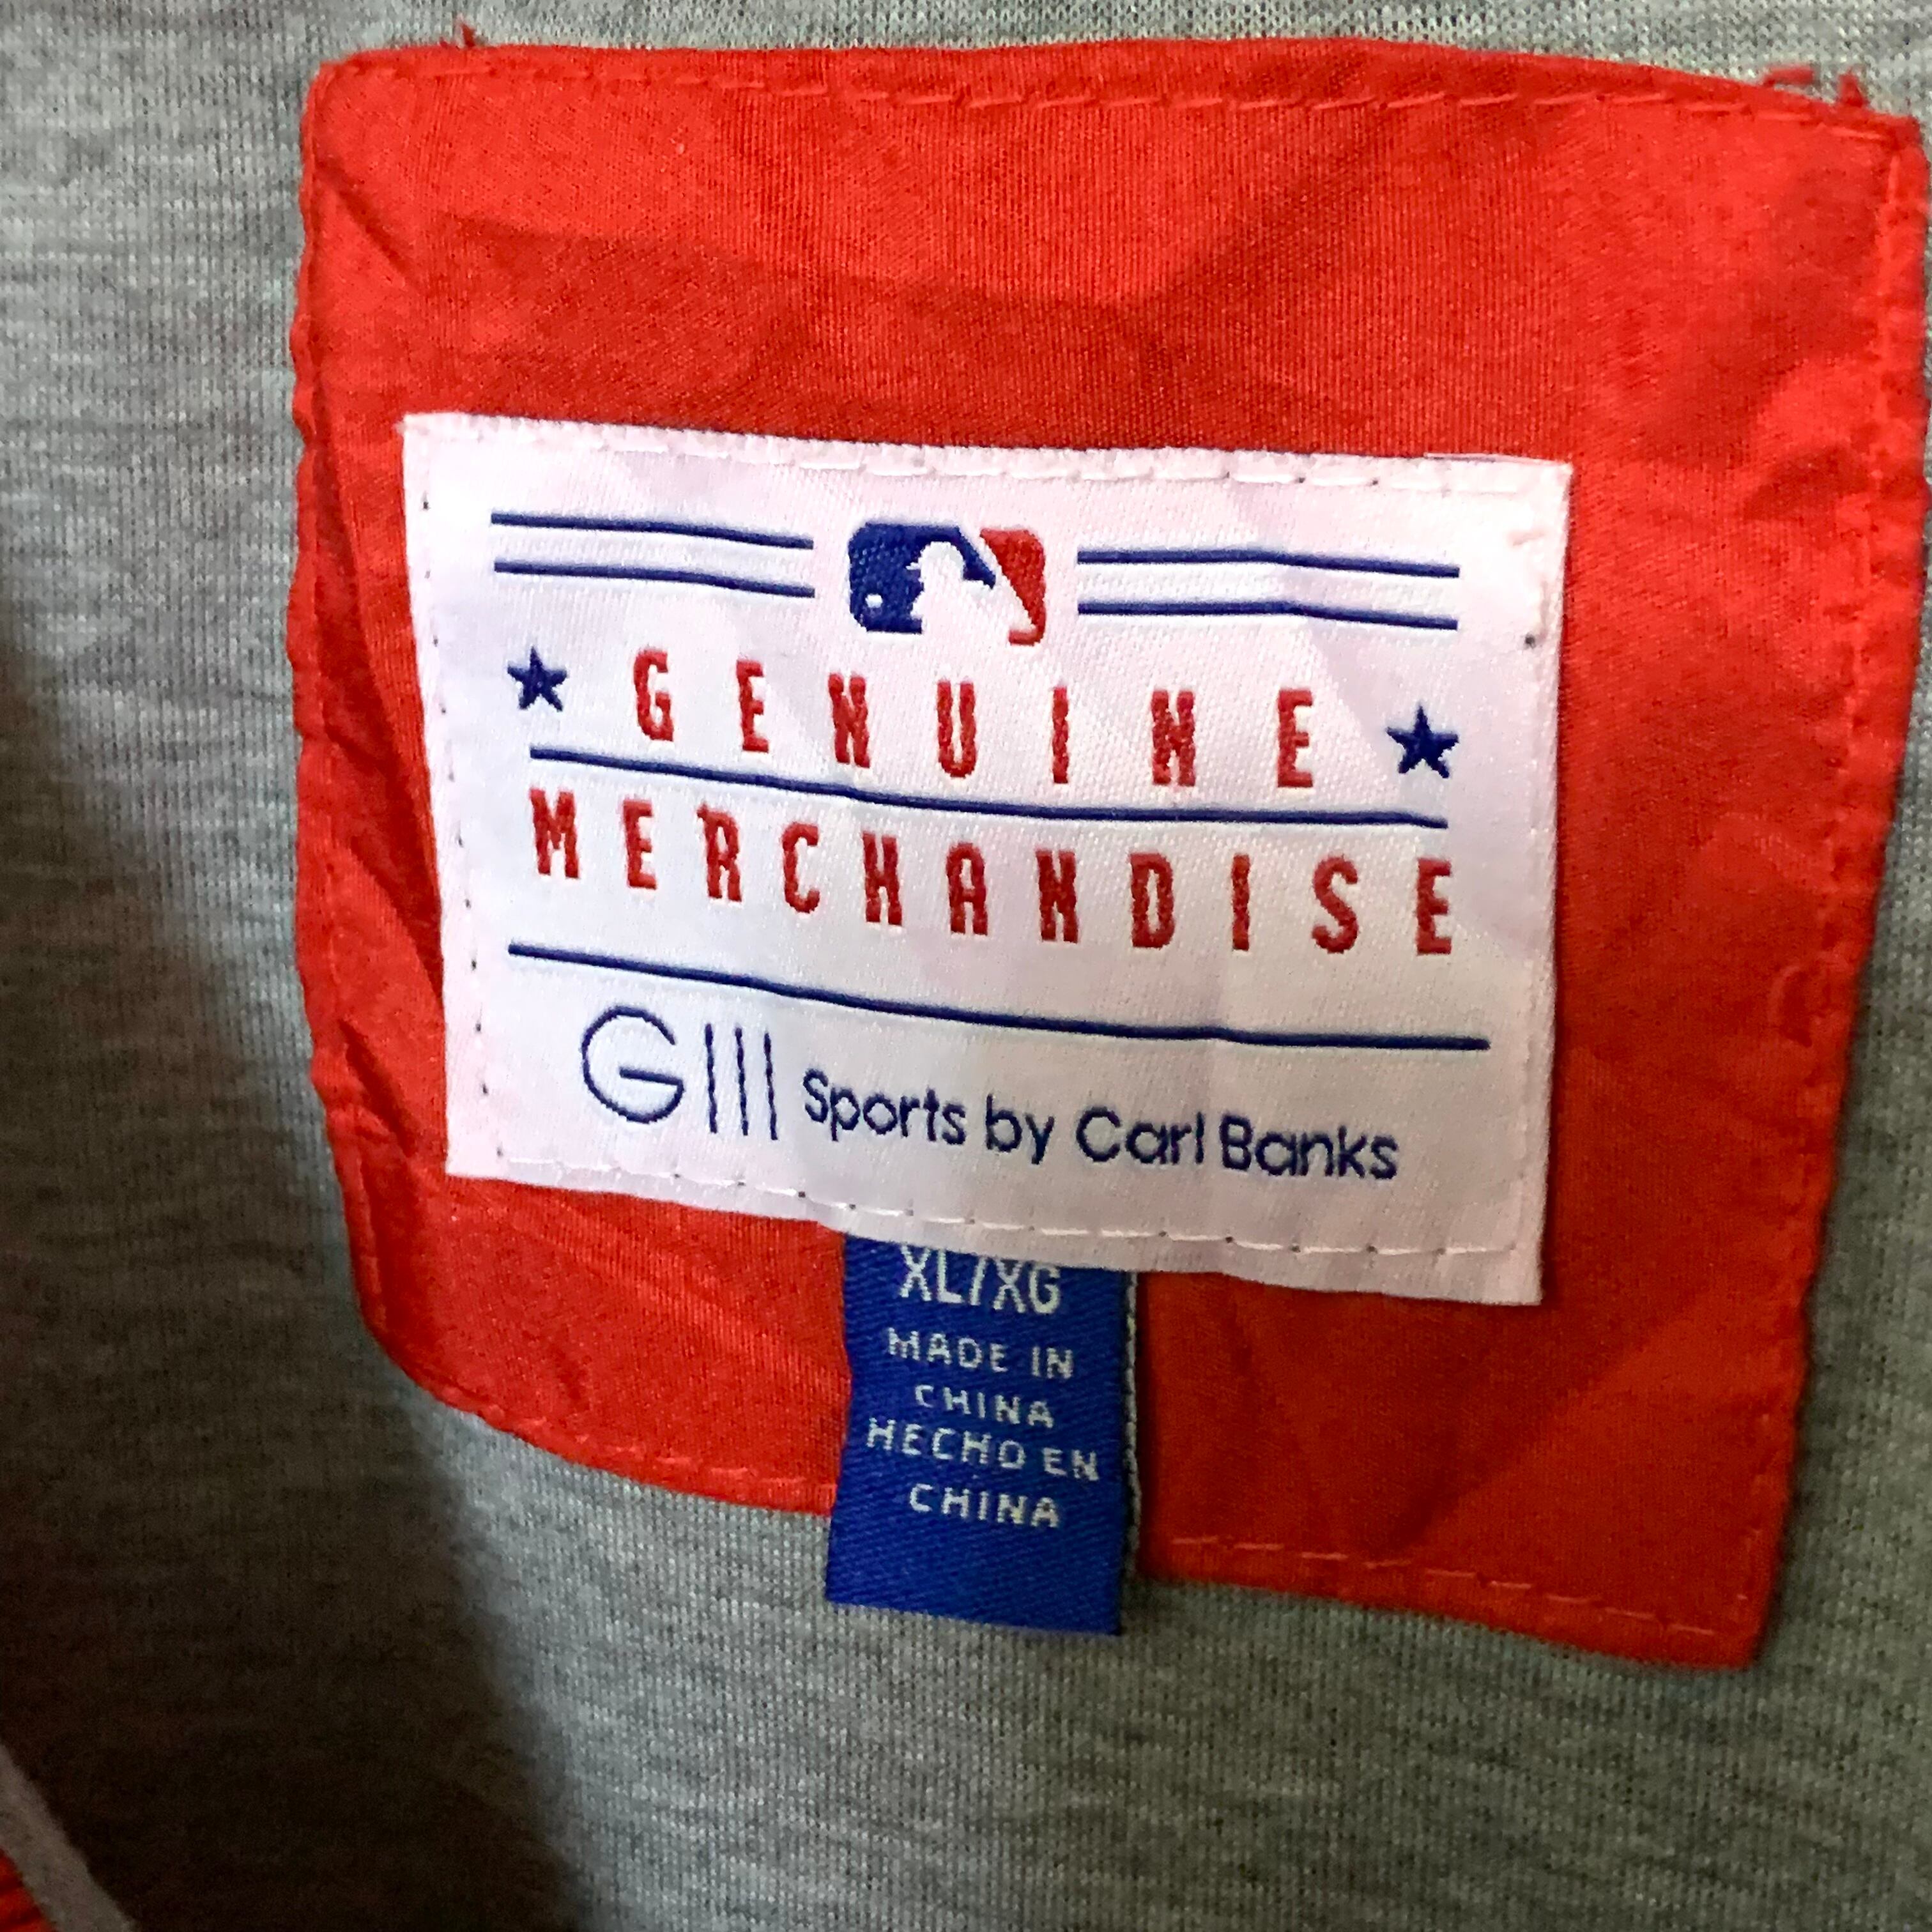 GENUINE
MERCHANDISE
GIII Sports by Carl Banks
XL/XG
MADE IN
CHINA
HECHO EN
CHINA